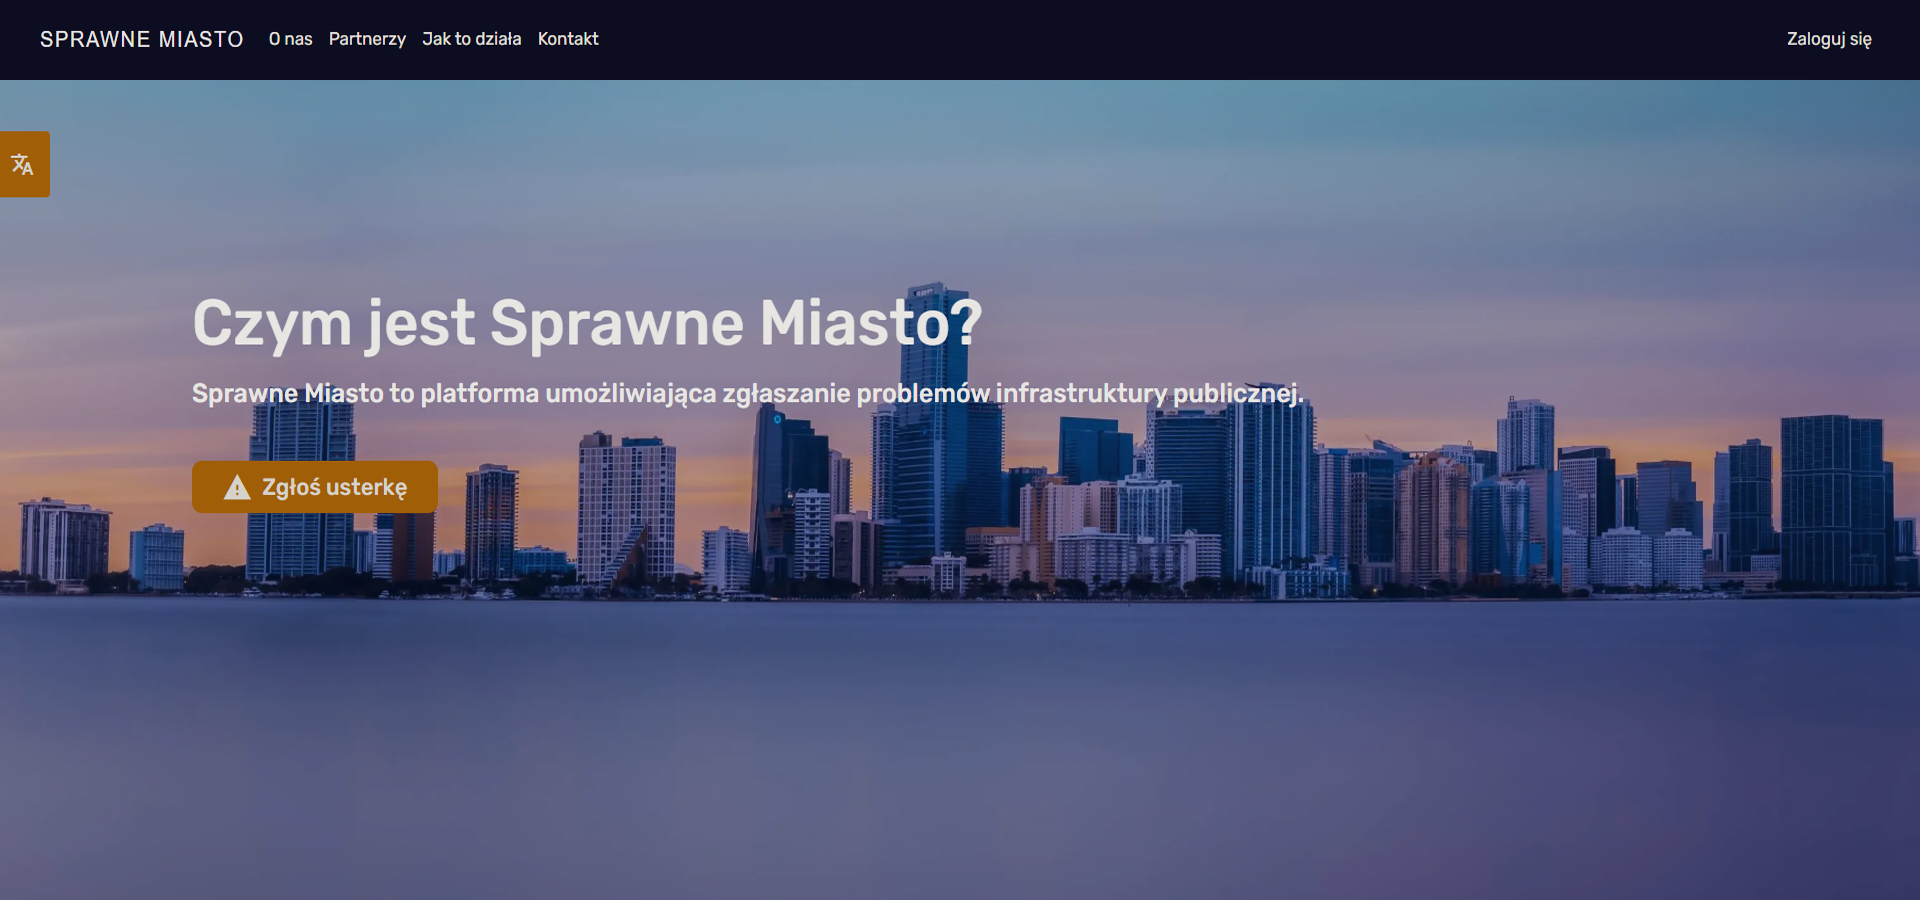 SPRAWNE MIASTO O nas Partnerzy Jak to działa Kontakt Zaloguj się
Czym jest Sprawne Miasto?
Sprawne Miasto to platforma umożliwiająca zgłaszanie problemów infrastruktury publicznej.
Zgłoś usterkę